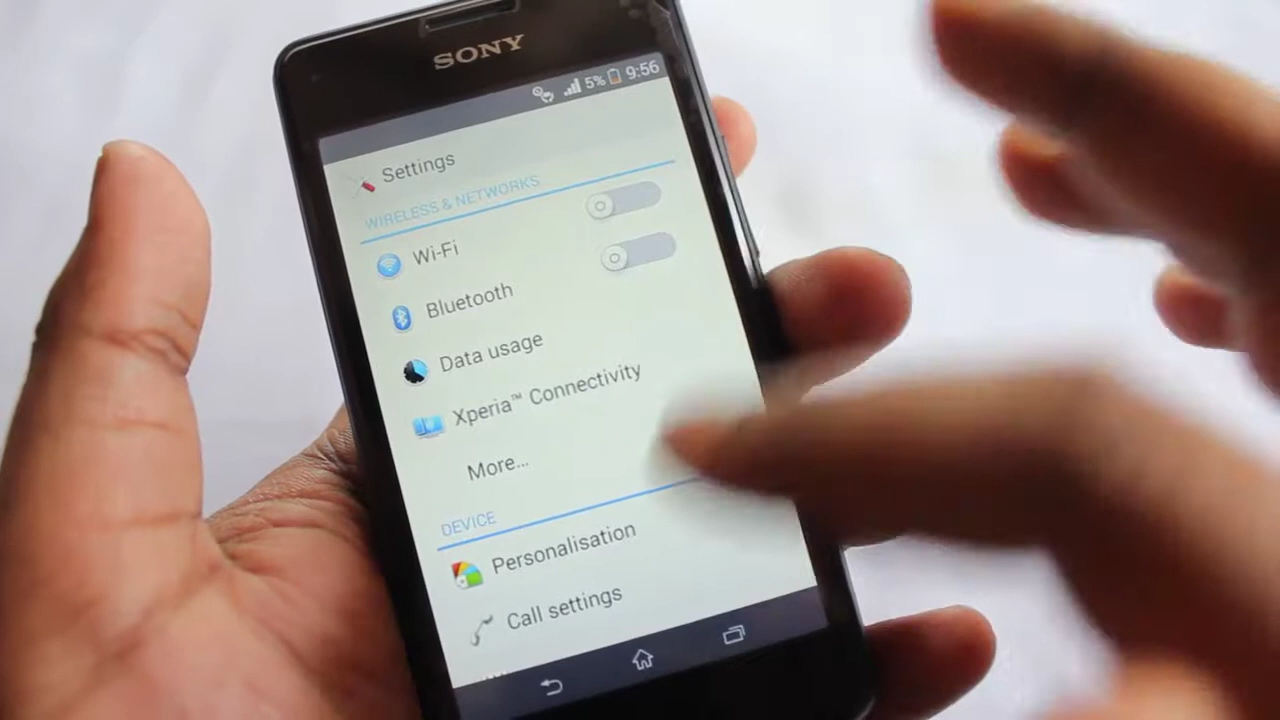 SONY
5% 9:56
Settings
WIRELESS & NETWORKS
Wi-Fi
Bluetooth
Data usage
Xperia™ Connectivity
More...
DEVICE
Personalisation
Call settings